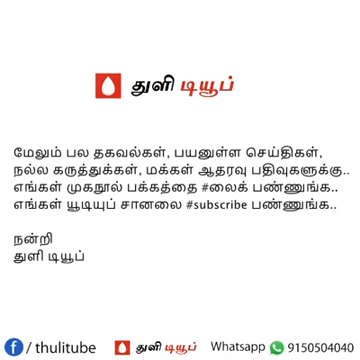 துளி டியூப்
மேலும் பல தகவல்கள், பயனுள்ள செய்திகள்,
நல்ல கருத்துக்கள், மக்கள் ஆதரவு பதிவுகளுக்கு..
எங்கள் முகநூல் பக்கத்தை #லைக் பண்ணுங்க..
எங்கள் யூடியுப் சானலை #subscribe பண்ணுங்க..
நன்றி
துளி டியூப்
f / thulitube துளி டியூப் Whatsapp 9150504040